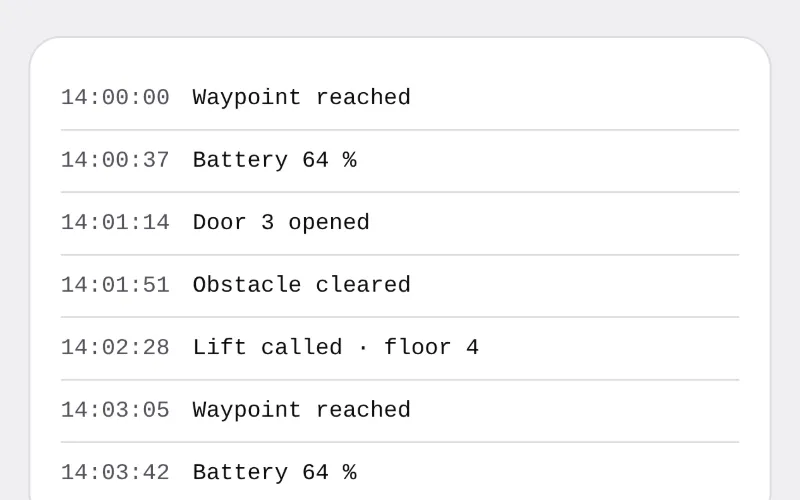 14:00:00 Waypoint reached
14:00:37 Battery 64 %
14:01:14 Door 3 opened
14:01:51 Obstacle cleared
14:02:28 Lift called · floor 4
14:03:05 Waypoint reached
14:03:42 Battery 64 %